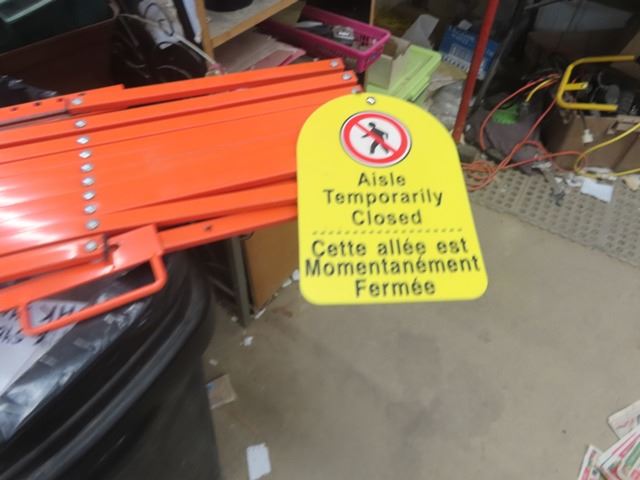 Aisle
Temporarily
Closed
Cette allée est
Momentanément
Fermée